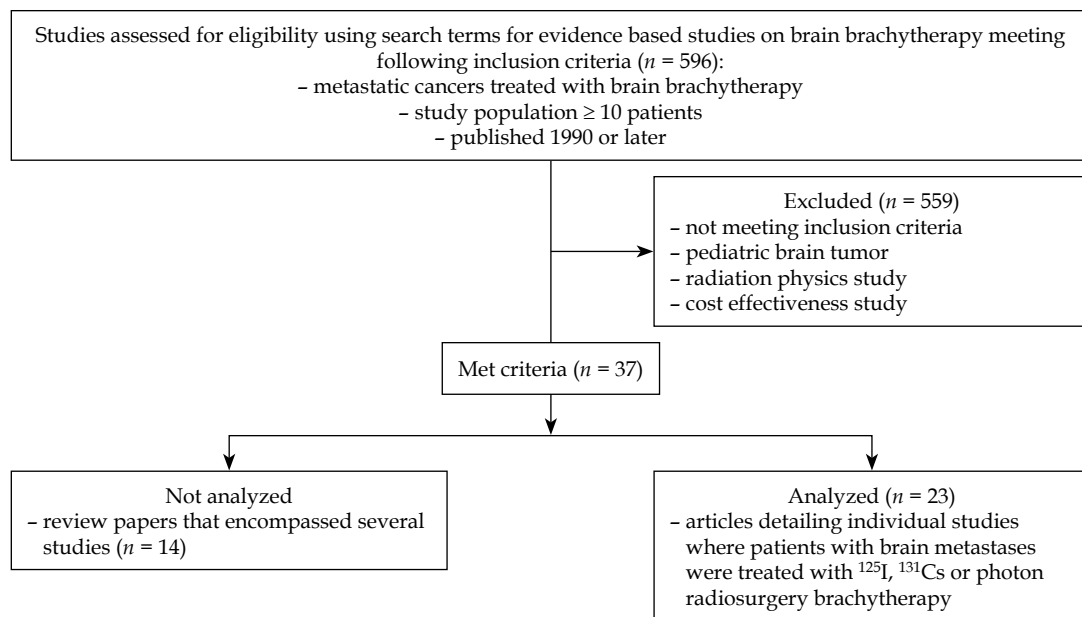 Studies assessed for eligibility using search terms for evidence based studies on brain brachytherapy meeting
following inclusion criteria (n = 596):
– metastatic cancers treated with brain brachytherapy
– study population ≥ 10 patients
– published 1990 or later
Excluded (n = 559)
– not meeting inclusion criteria
– pediatric brain tumor
– radiation physics study
– cost effectiveness study
Met criteria (n = 37)
Not analyzed
– review papers that encompassed several
studies (n = 14)
Analyzed (n = 23)
– articles detailing individual studies
where patients with brain metastases
were treated with ¹²⁵I, ¹³¹Cs or photon
radiosurgery brachytherapy